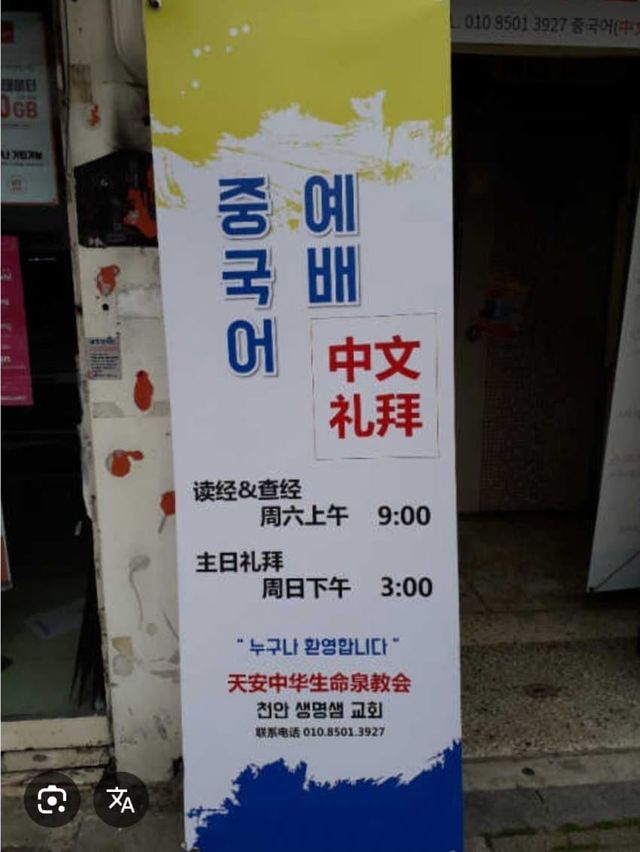 010 8501 3927 중국어(中文
GB
중국어
예배
中文
礼拜
读经&查经
周六上午 9:00
主日礼拜
周日下午 3:00
" 누구나 환영합니다 "
天安中华生命泉教会
천안 생명샘 교회
联系电话 010.8501.3927